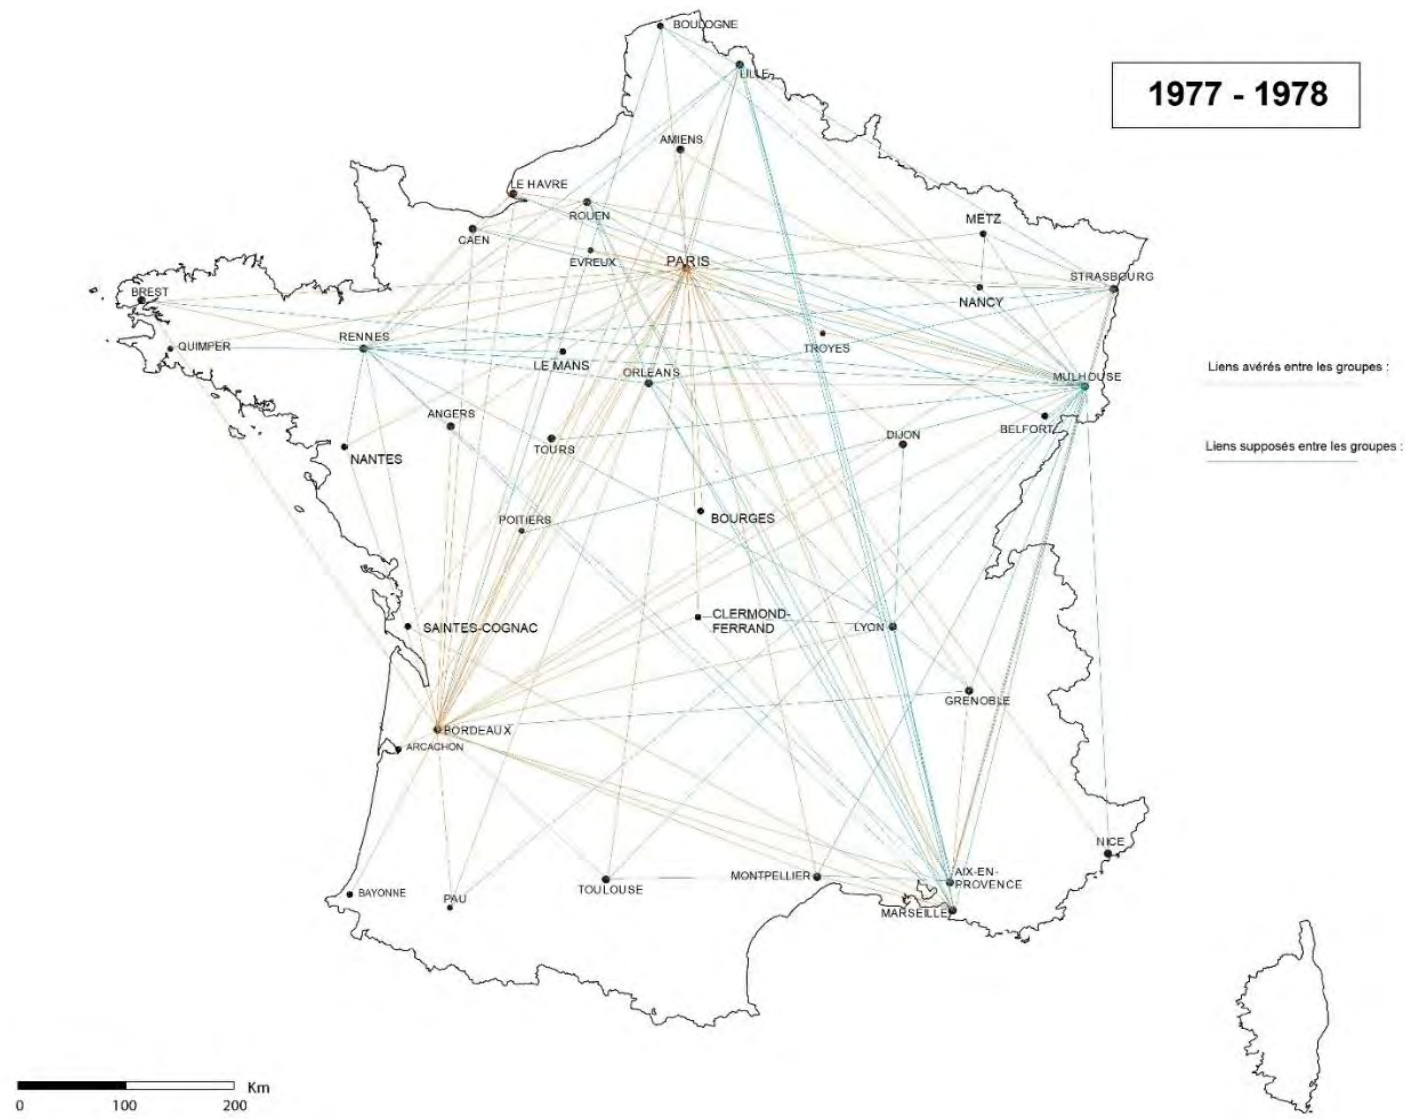 BOULOGNE
LILLE
1977 - 1978
AMIENS
LE HAVRE
ROUEN
METZ
CAEN
EVREUX
PARIS
STRASBOURG
BREST
NANCY
RENNES
QUIMPER
TROYES
LE MANS
ORLEANS
Liens avérés entre les groupes :
MULHOUSE
ANGERS
BELFORT
DIJON
TOURS
Liens supposés entre les groupes :
NANTES
POITIERS
BOURGES
CLERMOND-
FERRAND
SAINTES-COGNAC
LYON
GRENOBLE
BORDEAUX
ARCACHON
NICE
AIX-EN-
PROVENCE
MONTPELLIER
TOULOUSE
BAYONNE
PAU
MARSEILLE
Km
0 100 200